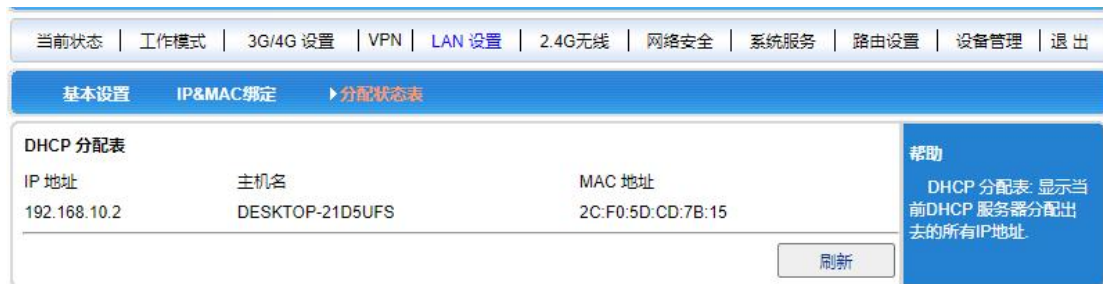 当前状态 | 工作模式 | 3G/4G 设置 | VPN | LAN 设置 | 2.4G无线 | 网络安全 | 系统服务 | 路由设置 | 设备管理 | 退 出
基本设置 IP&MAC绑定 分配状态表
DHCP 分配表
IP 地址 主机名 MAC 地址
192.168.10.2 DESKTOP-21D5UFS 2C:F0:5D:CD:7B:15
刷新
帮助
DHCP 分配表: 显示当
前DHCP 服务器分配出
去的所有IP地址.